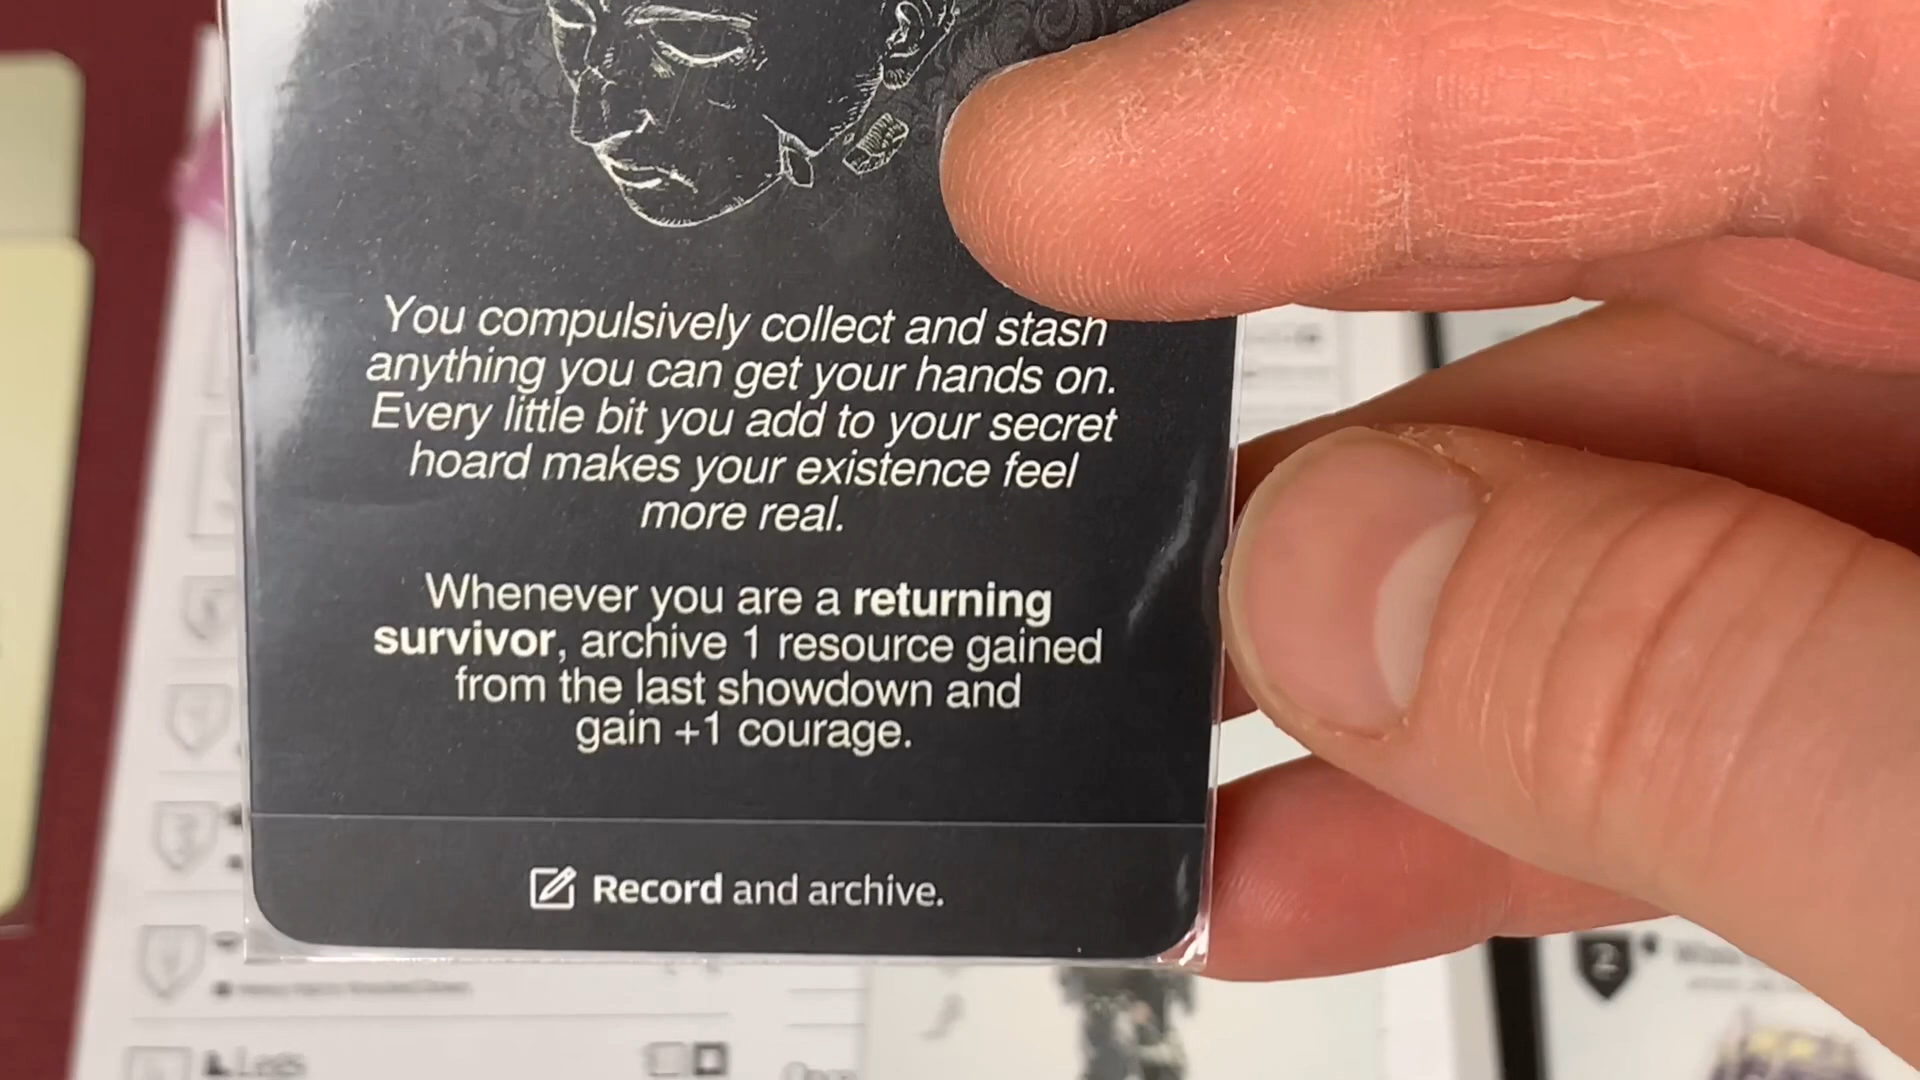 You compulsively collect and stash
anything you can get your hands on.
Every little bit you add to your secret
hoard makes your existence feel
more real.
Whenever you are a returning
survivor, archive 1 resource gained
from the last showdown and
gain +1 courage.
Record and archive.
2